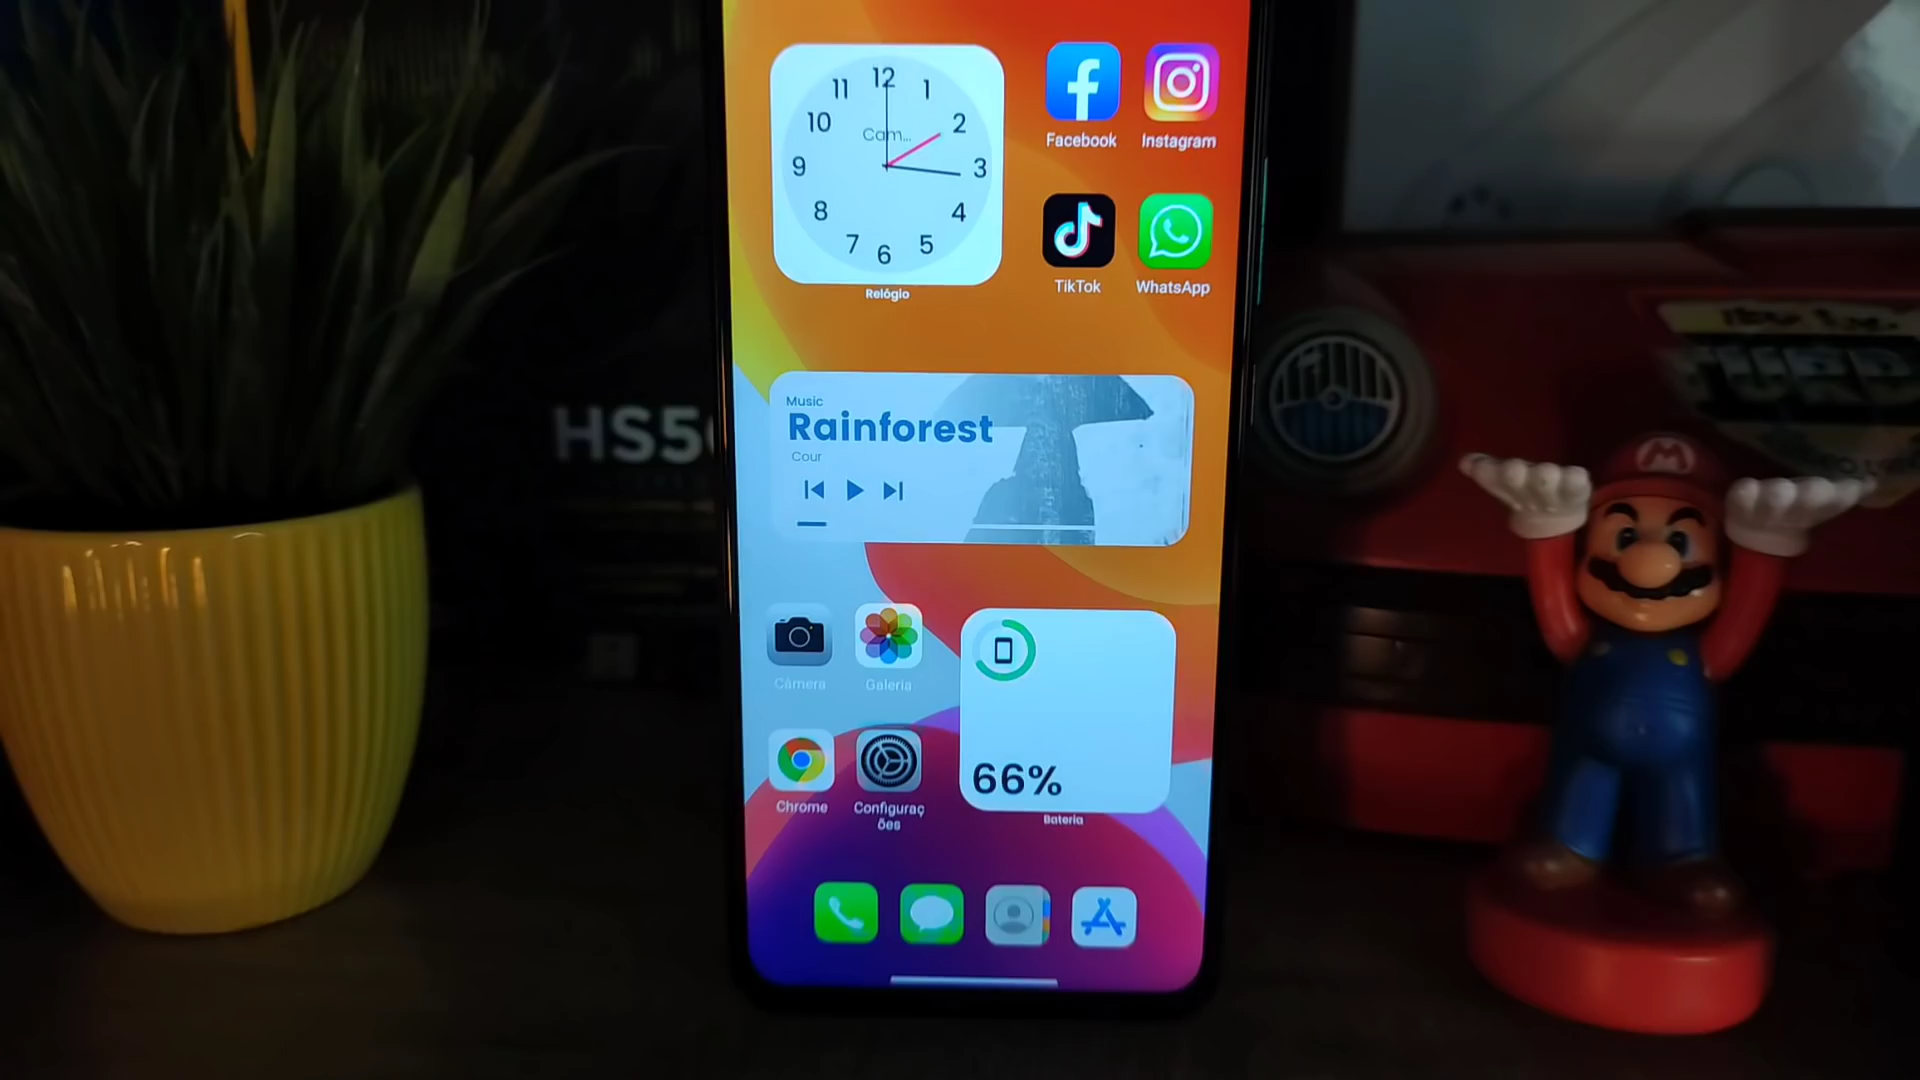 12
11
1
10
2
Cam...
9
3
8
4
7
5
6
Relógio
Facebook
Instagram
TikTok
WhatsApp
Music
Rainforest
Cour
HS5
M
Câmera
Galeria
Chrome
Configuraç
ões
66%
Bateria